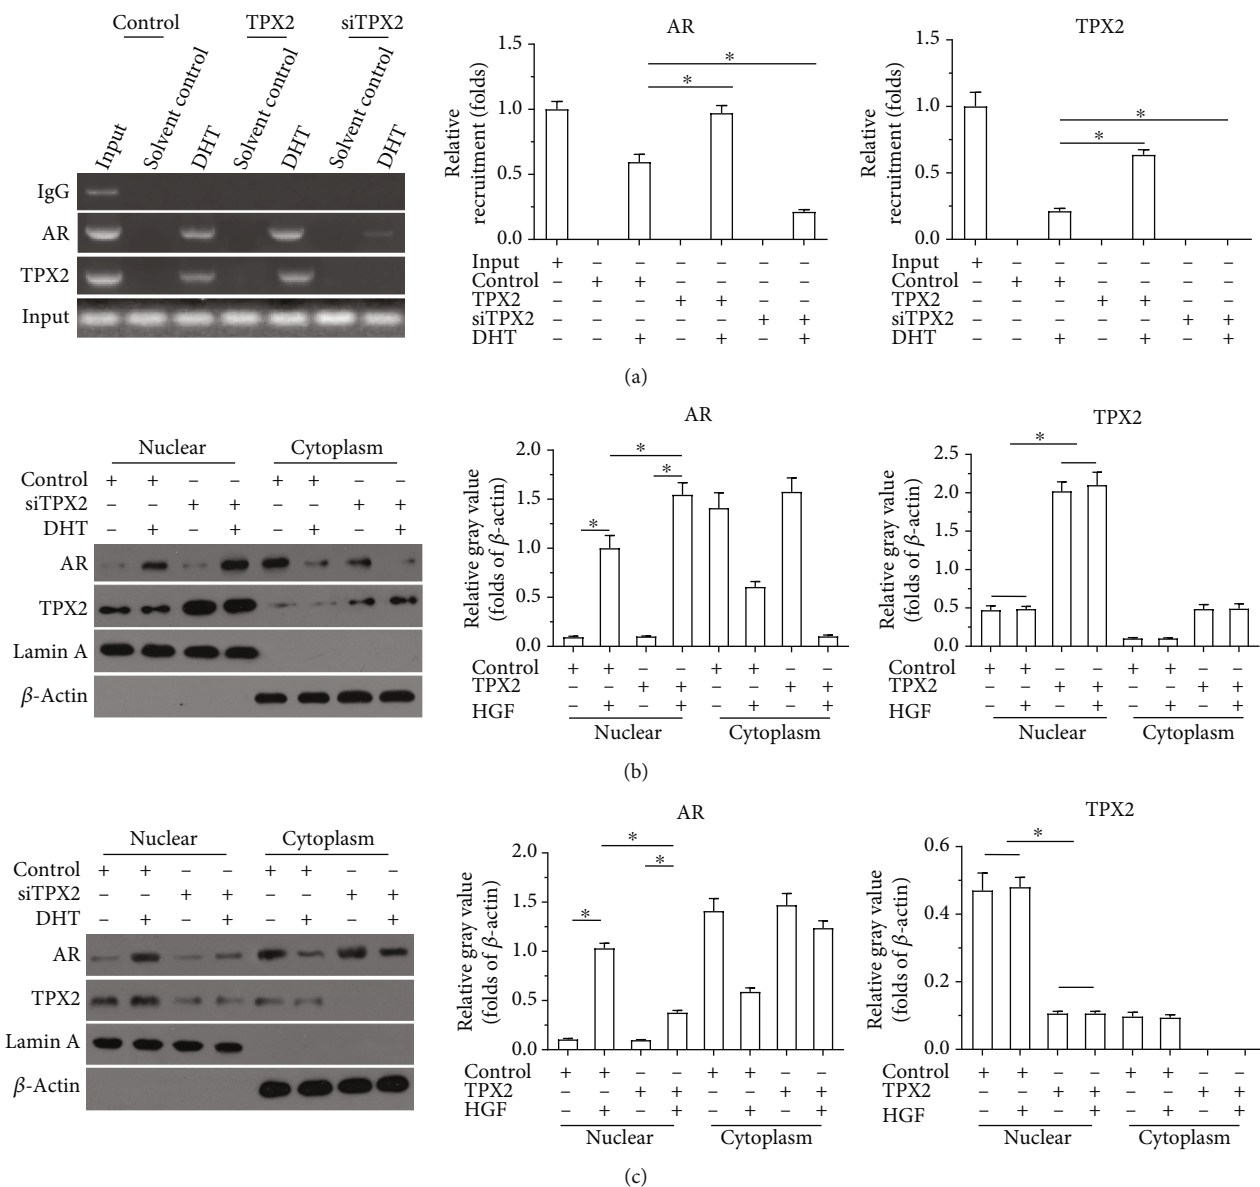 Control TPX2 siTPX2
Input Solvent control DHT Solvent control DHT Solvent control DHT
IgG
AR
TPX2
Input
AR
Relative recruitment (folds)
1.5
1.0
0.5
0.0
* *
Input + – – – – – –
Control – + + – – – –
TPX2 – – – + + – –
siTPX2 – – – – – + +
DHT – – + – + – +
TPX2
Relative recruitment (folds)
1.5
1.0
0.5
0.0
* *
Input + – – – – – –
Control – + + – – – –
TPX2 – – – + + – –
siTPX2 – – – – – + +
DHT – – + – + – +
(a)
Nuclear Cytoplasm
Control + + – – + + – –
siTPX2 – – + + – – + +
DHT – + – + – + – +
AR
TPX2
Lamin A
β-Actin
AR
Relative gray value (folds of β-actin)
2.0
1.5
1.0
0.5
0.0
* * *
Control + + – – + + – –
TPX2 – – + + – – + +
HGF – + – + – + – +
Nuclear Cytoplasm
TPX2
Relative gray value (folds of β-actin)
2.5
2.0
1.5
1.0
0.5
0.0
*
Control + + – – + + – –
TPX2 – – + + – – + +
HGF – + – + – + – +
Nuclear Cytoplasm
(b)
Nuclear Cytoplasm
Control + + – – + + – –
siTPX2 – – + + – – + +
DHT – + – + – + – +
AR
TPX2
Lamin A
β-Actin
AR
Relative gray value (folds of β-actin)
2.0
1.5
1.0
0.5
0.0
* * *
Control + + – – + + – –
TPX2 – – + + – – + +
HGF – + – + – + – +
Nuclear Cytoplasm
TPX2
Relative gray value (folds of β-actin)
0.6
0.4
0.2
0.0
*
Control + + – – + + – –
TPX2 – – + + – – + +
HGF – + – + – + – +
Nuclear Cytoplasm
(c)